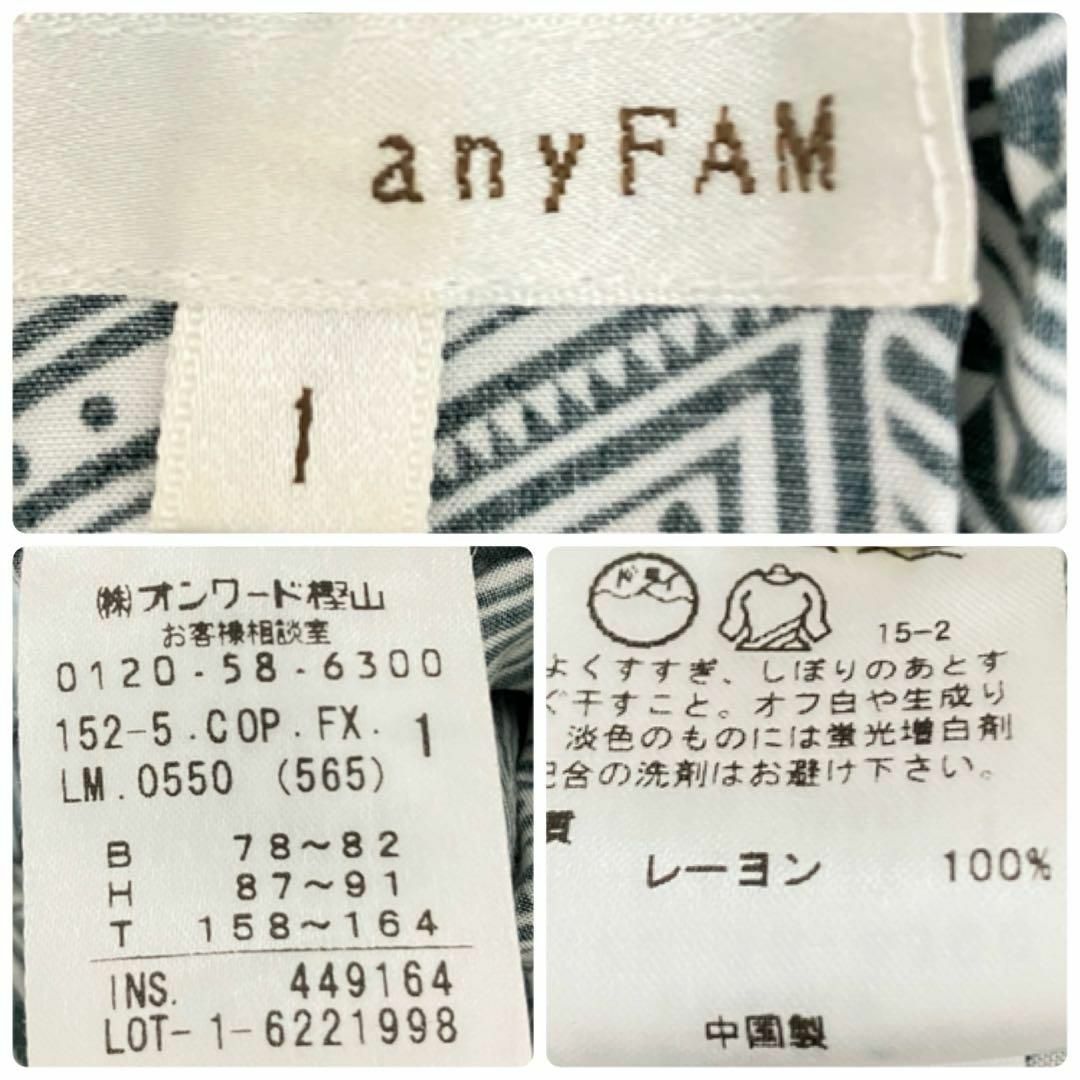 anyFAM
1
㈱オンワード樫山
お客様相談室
0120-58-6300
152-5.COP.FX. 1
LM.0550 (565)
B 78～82
H 87～91
T 158～164
INS. 449164
LOT-1-6221998
15-2
よくすすぎ、しぼりのあとす
ぐ干すこと。オフ白や生成り
淡色のものには蛍光増白剤
配合の洗剤はお避け下さい。
質
レーヨン 100%
中国製